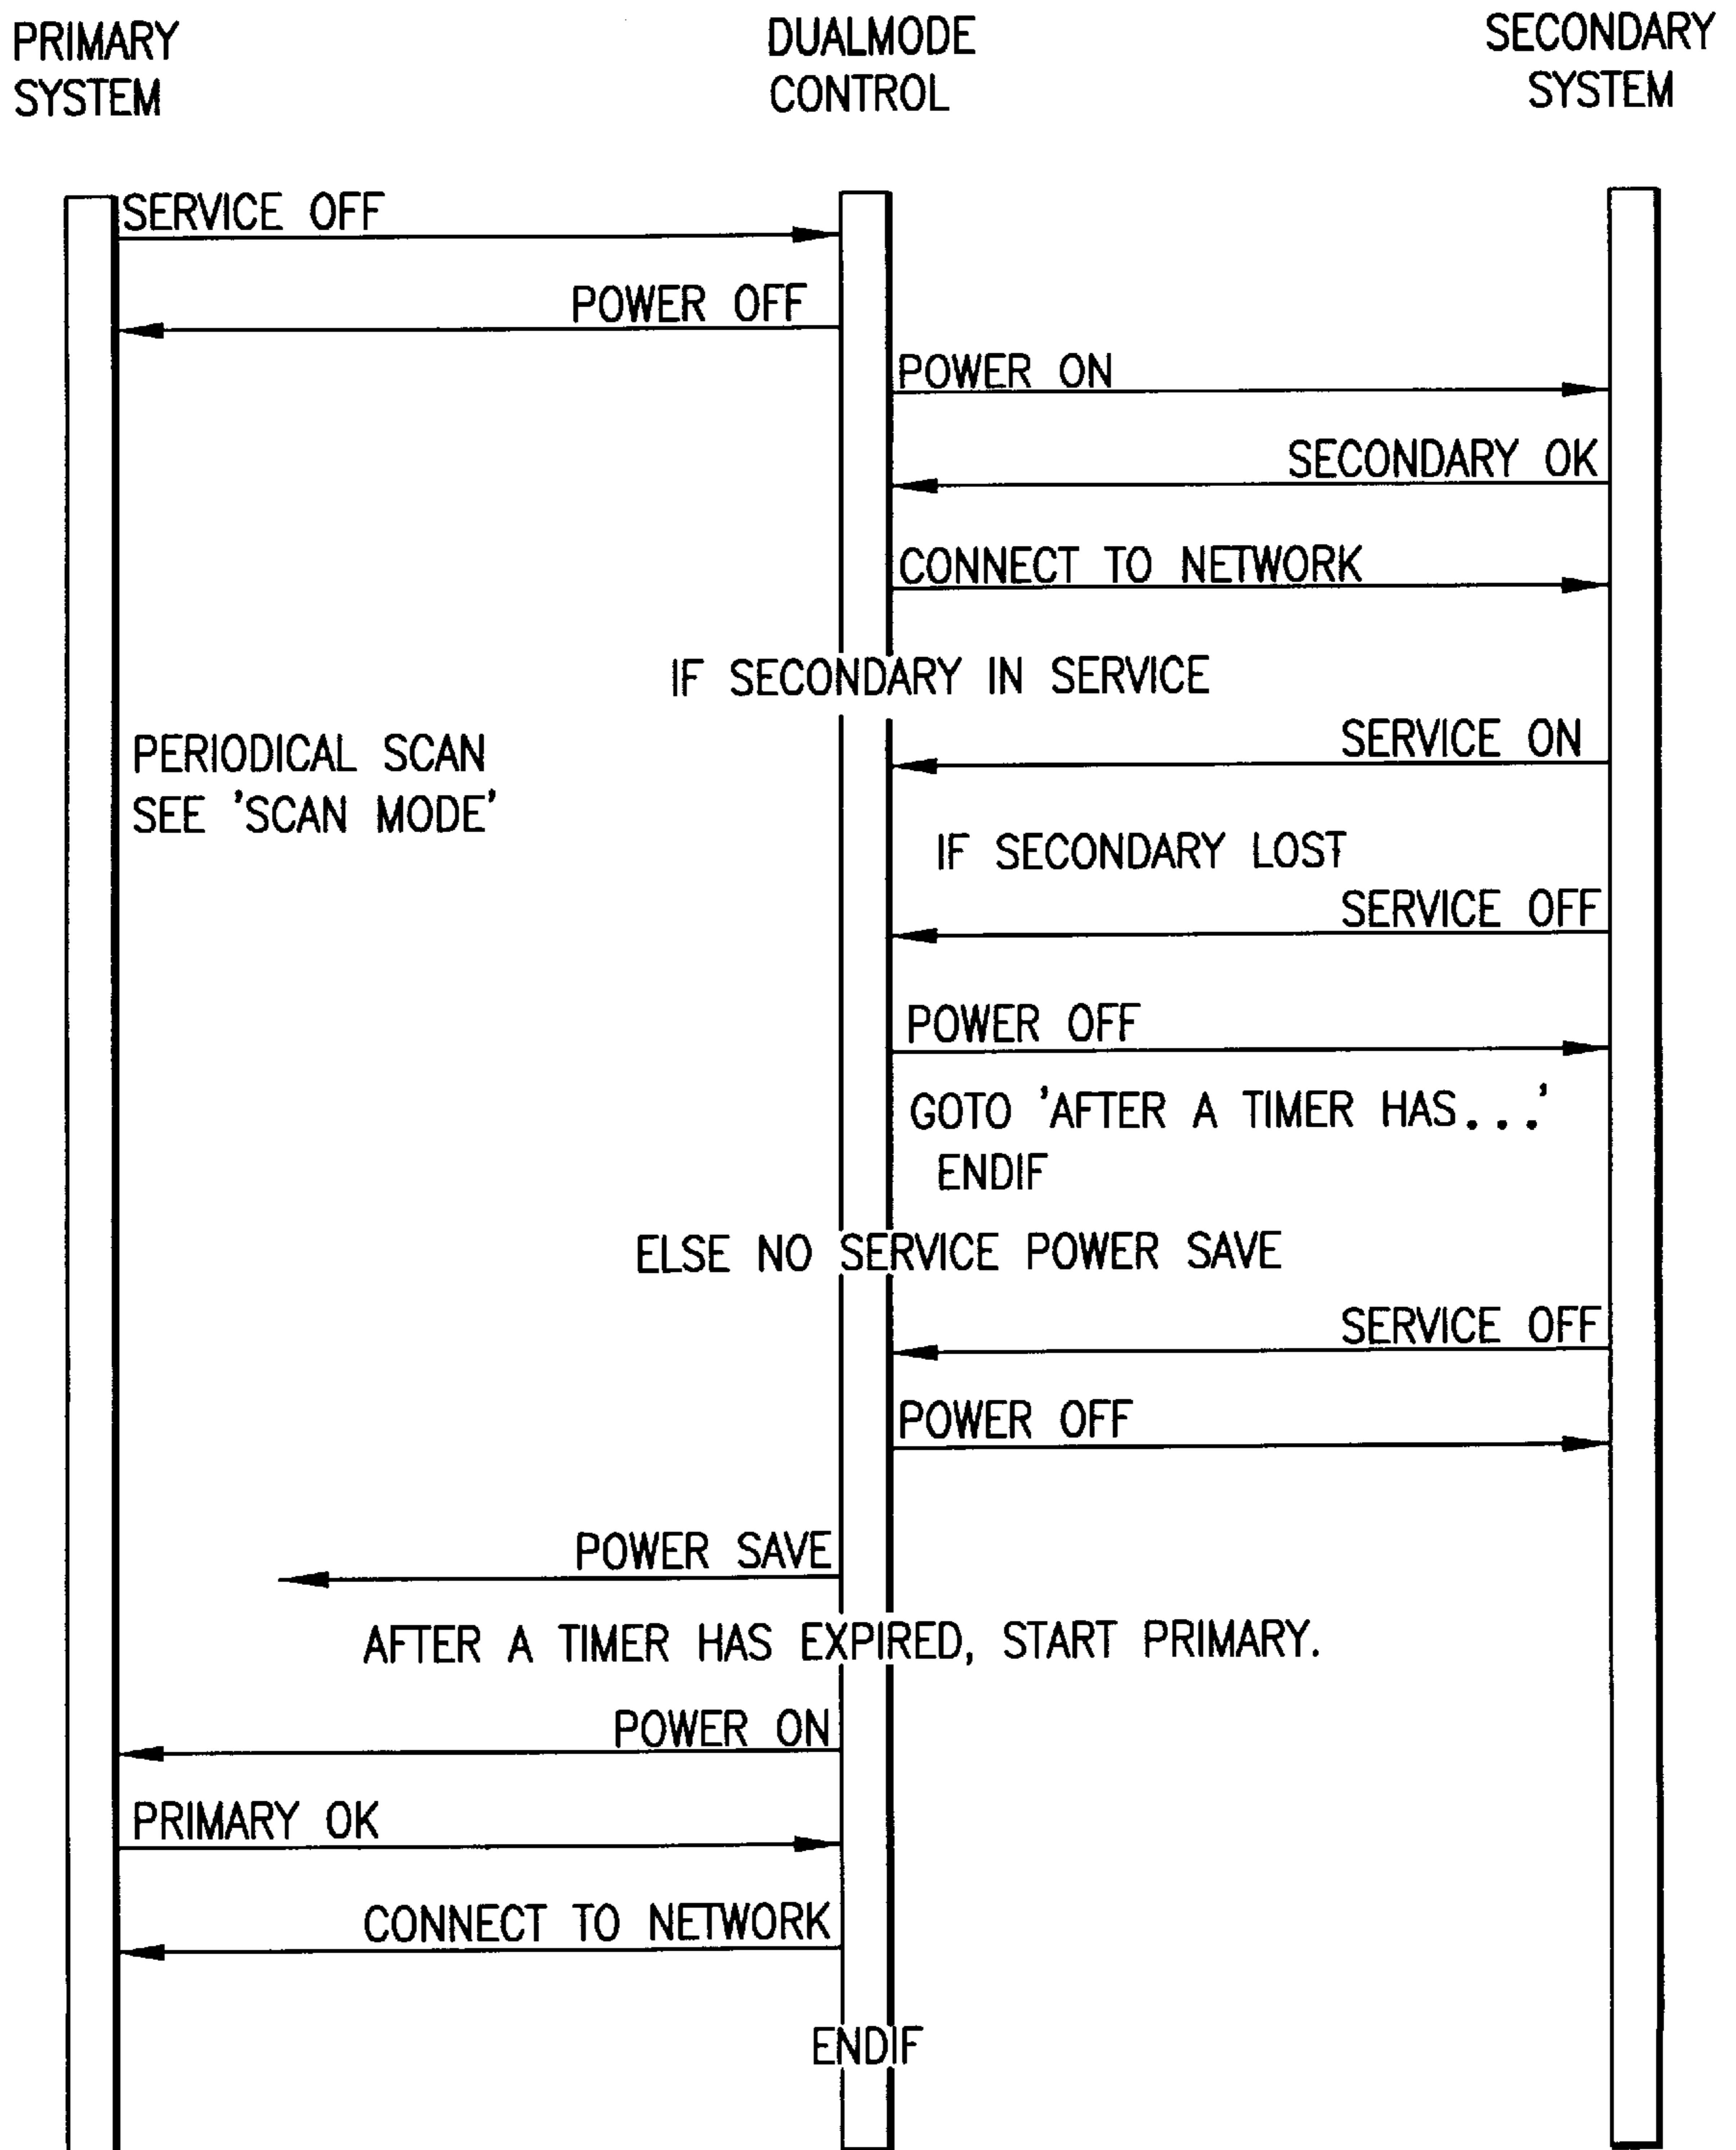 PRIMARY
SYSTEM
DUALMODE
CONTROL
SECONDARY
SYSTEM
SERVICE OFF
POWER OFF
POWER ON
SECONDARY OK
CONNECT TO NETWORK
IF SECONDARY IN SERVICE
SERVICE ON
PERIODICAL SCAN
SEE 'SCAN MODE'
IF SECONDARY LOST
SERVICE OFF
POWER OFF
GOTO 'AFTER A TIMER HAS...'
ENDIF
ELSE NO SERVICE POWER SAVE
SERVICE OFF
POWER OFF
POWER SAVE
AFTER A TIMER HAS EXPIRED, START PRIMARY.
POWER ON
PRIMARY OK
CONNECT TO NETWORK
ENDIF